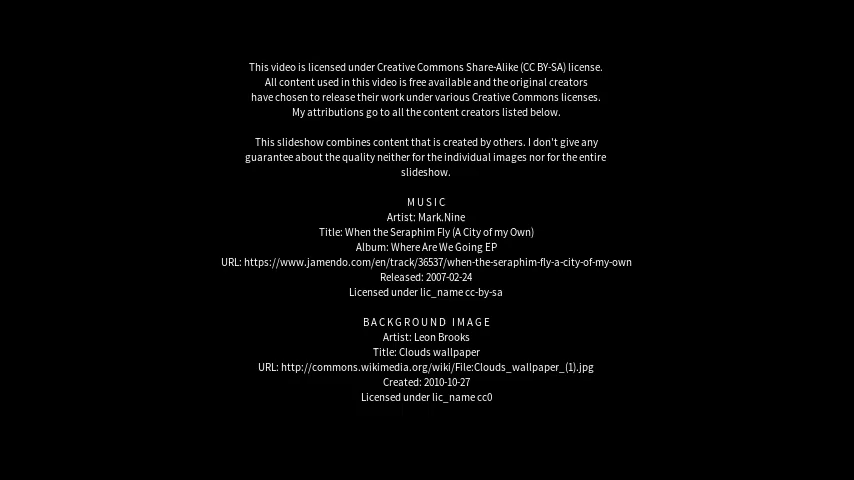 This video is licensed under Creative Commons Share-Alike (CC BY-SA) license.
All content used in this video is free available and the original creators
have chosen to release their work under various Creative Commons licenses.
My attributions go to all the content creators listed below.
This slideshow combines content that is created by others. I don't give any
guarantee about the quality neither for the individual images nor for the entire
slideshow.
MUSIC
Artist: Mark.Nine
Title: When the Seraphim Fly (A City of my Own)
Album: Where Are We Going EP
URL: https://www.jamendo.com/en/track/36537/when-the-seraphim-fly-a-city-of-my-own
Released: 2007-02-24
Licensed under lic_name cc-by-sa
BACKGROUND IMAGE
Artist: Leon Brooks
Title: Clouds wallpaper
URL: http://commons.wikimedia.org/wiki/File:Clouds_wallpaper_(1).jpg
Created: 2010-10-27
Licensed under lic_name cc0